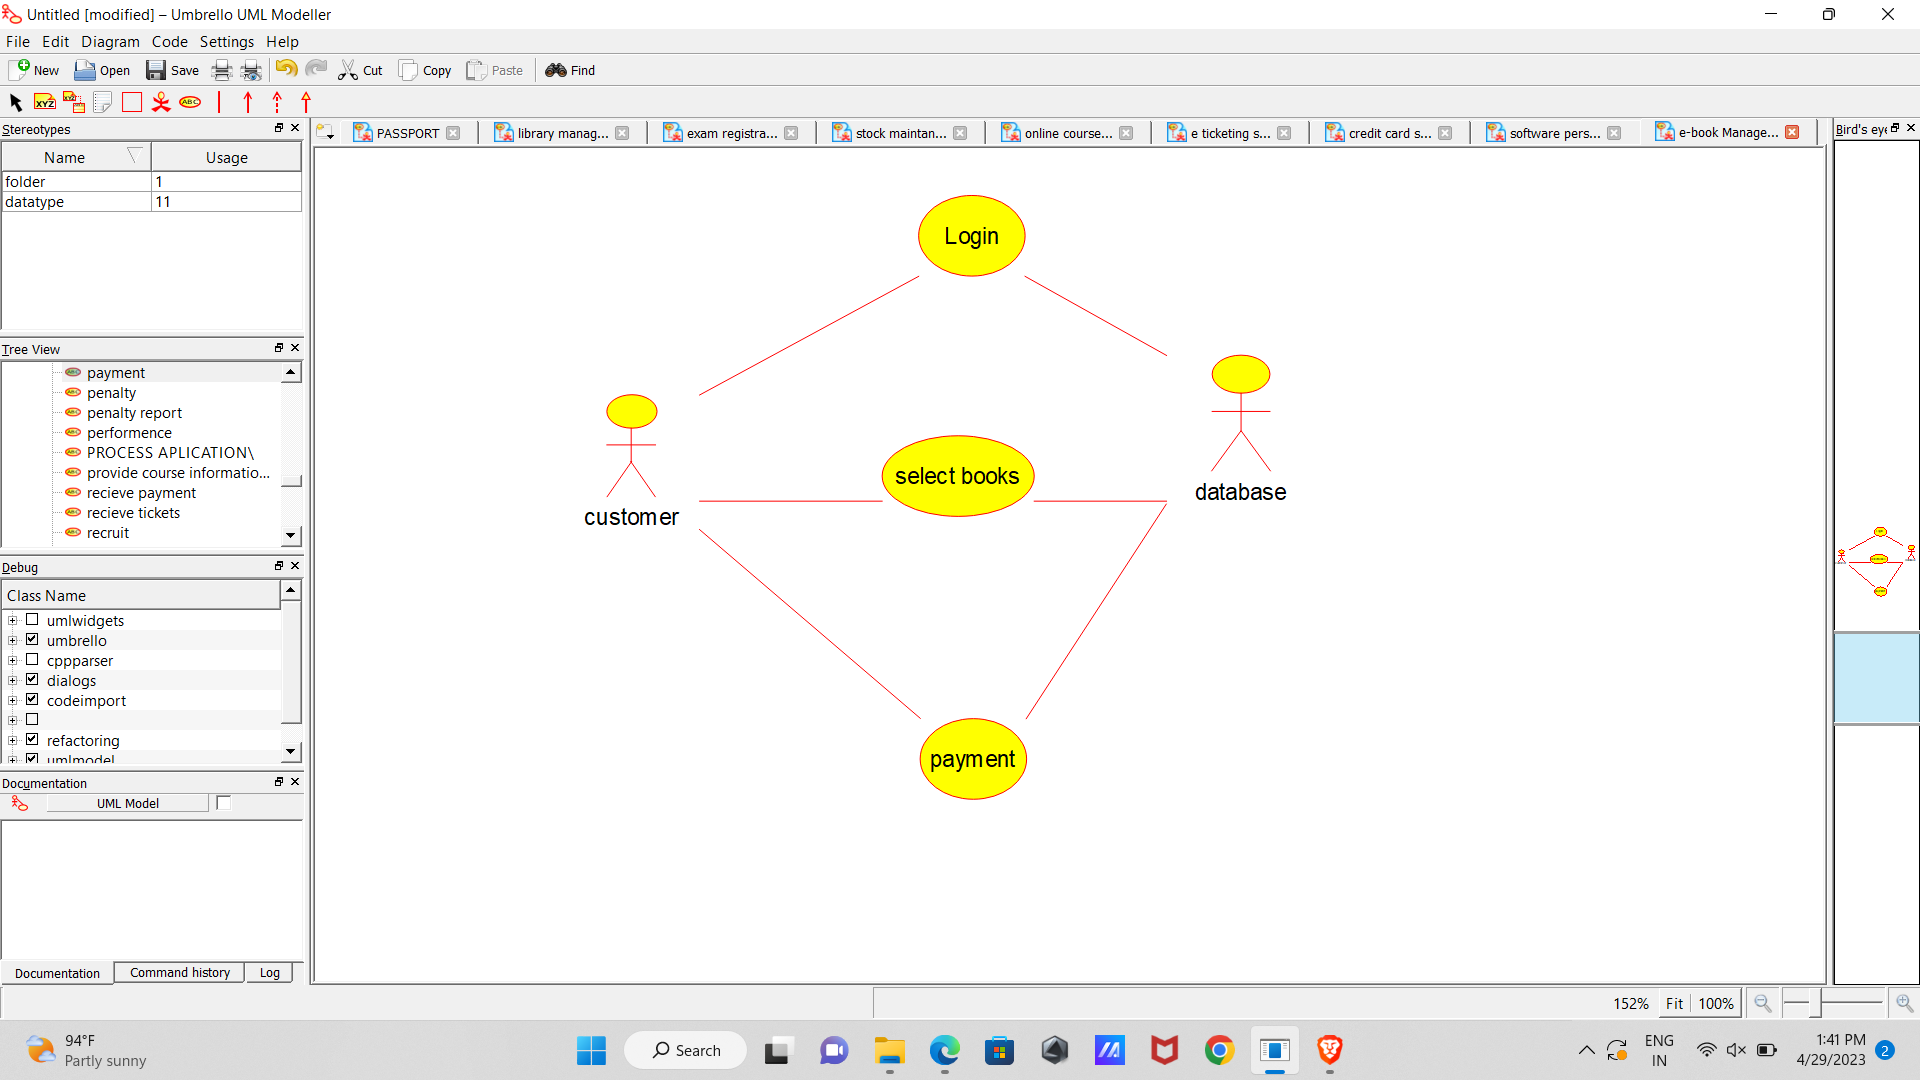 Untitled [modified] – Umbrello UML Modeller
File Edit Diagram Code Settings Help
New Open Save Cut Copy Paste Find
XYZ ABC
Stereotypes
Name Usage
folder 1
datatype 11
Tree View
payment
penalty
penalty report
performence
PROCESS APLICATION\
provide course informatio...
recieve payment
recieve tickets
recruit
Debug
Class Name
umlwidgets
umbrello
cppparser
dialogs
codeimport
refactoring
umlmodel
Documentation
UML Model
Documentation Command history Log
PASSPORT library manag... exam registra... stock maintan... online course... e ticketing s... credit card s... software pers... e-book Manage...
Login
customer
select books
database
payment
Bird's eye
152% Fit 100%
94°F
Partly sunny
Search
ENG
IN
1:41 PM
4/29/2023
2